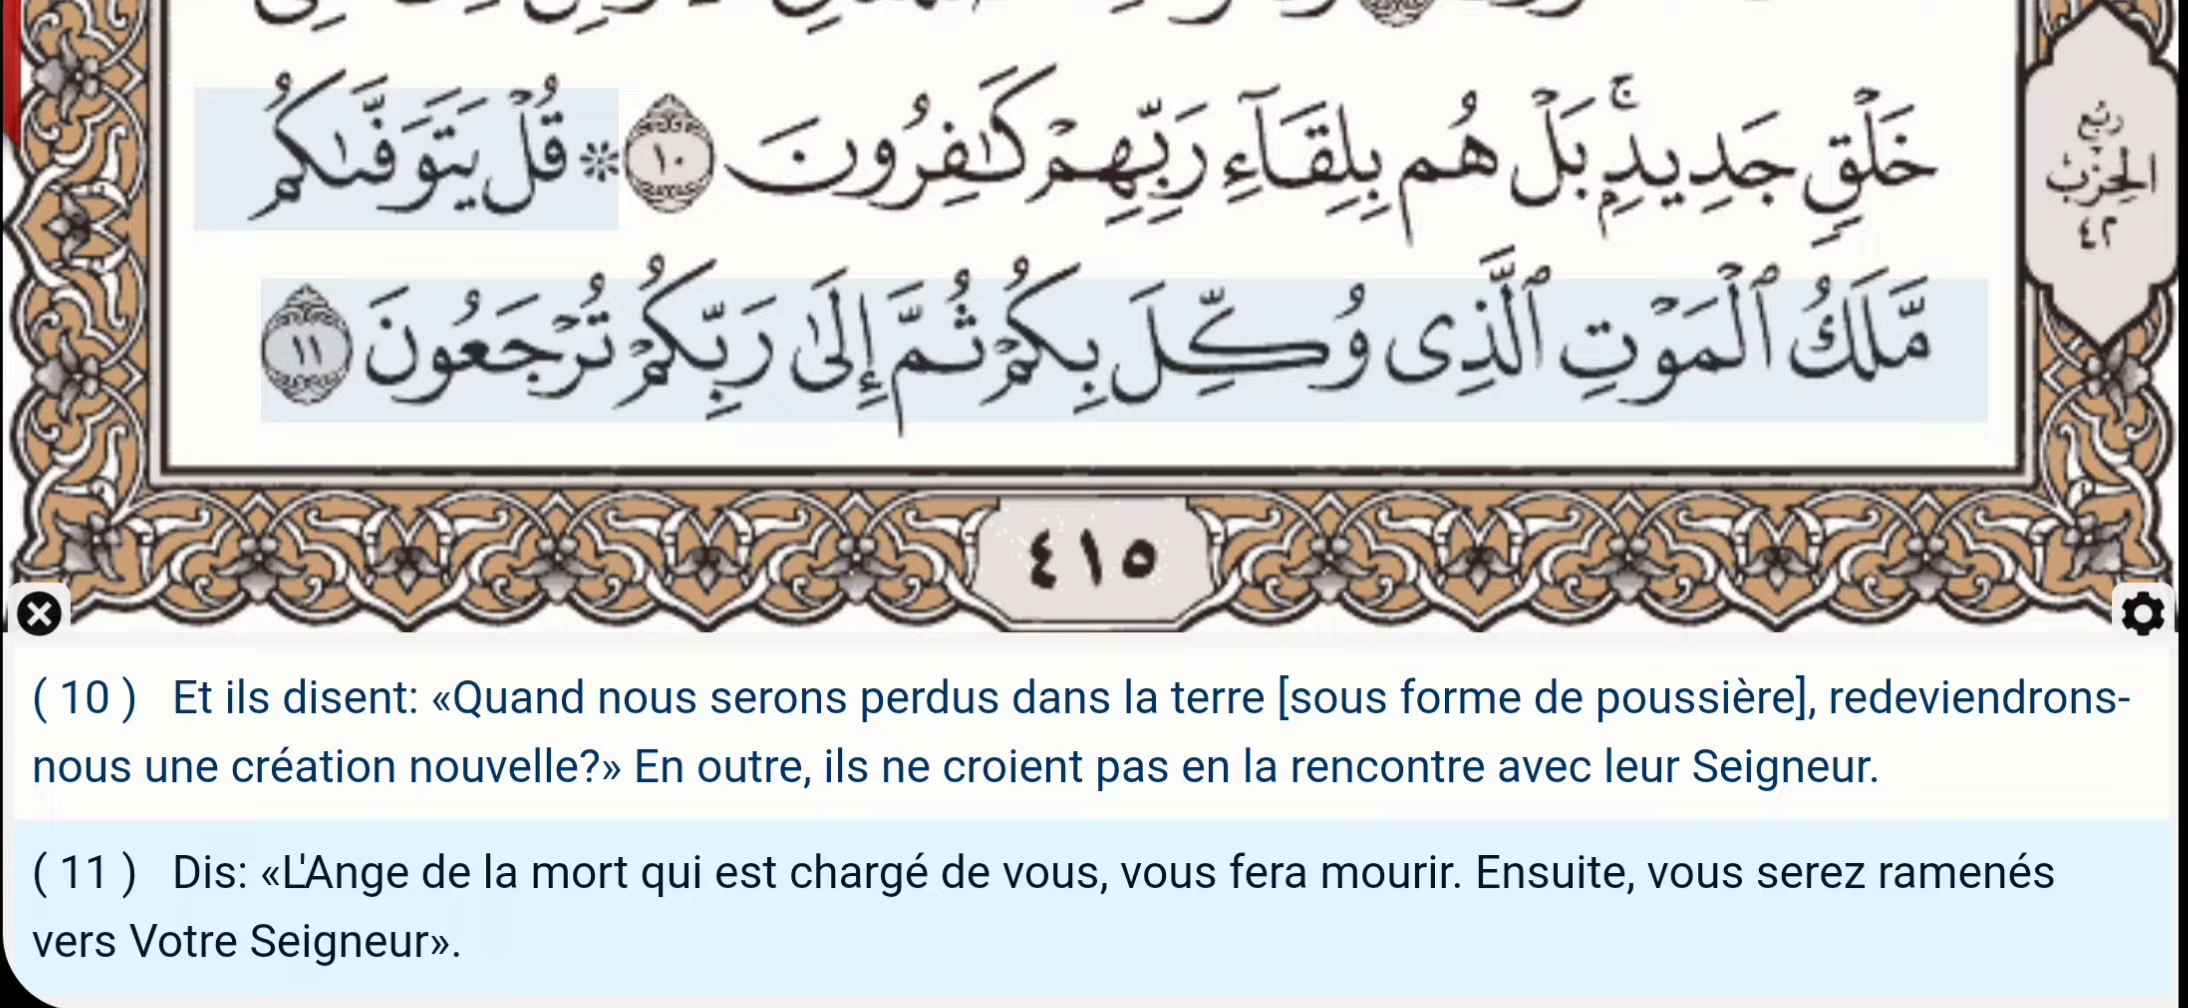 خَلْقٍ جَدِيدٍۭ ۚ بَلْ هُم بِلِقَآءِ رَبِّهِمْ كَـٰفِرُونَ ١٠ ۞ قُلْ يَتَوَفَّىٰكُم
مَّلَكُ ٱلْمَوْتِ ٱلَّذِى وُكِّلَ بِكُمْ ثُمَّ إِلَىٰ رَبِّكُمْ تُرْجَعُونَ ١١
ربع
الحزب
٤٢
٤١٥
( 10 ) Et ils disent: «Quand nous serons perdus dans la terre [sous forme de poussière], redeviendrons-
nous une création nouvelle?» En outre, ils ne croient pas en la rencontre avec leur Seigneur.
( 11 ) Dis: «L'Ange de la mort qui est chargé de vous, vous fera mourir. Ensuite, vous serez ramenés
vers Votre Seigneur».